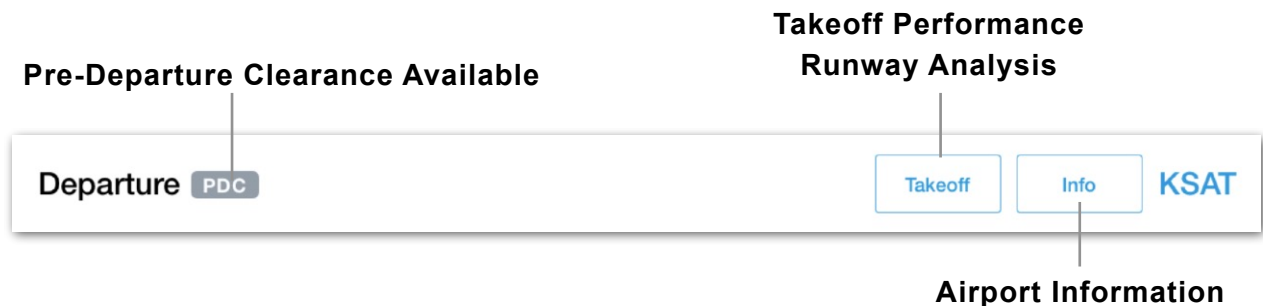 Takeoff Performance
Runway Analysis
Pre-Departure Clearance Available
Departure PDC Takeoff Info KSAT
Airport Information